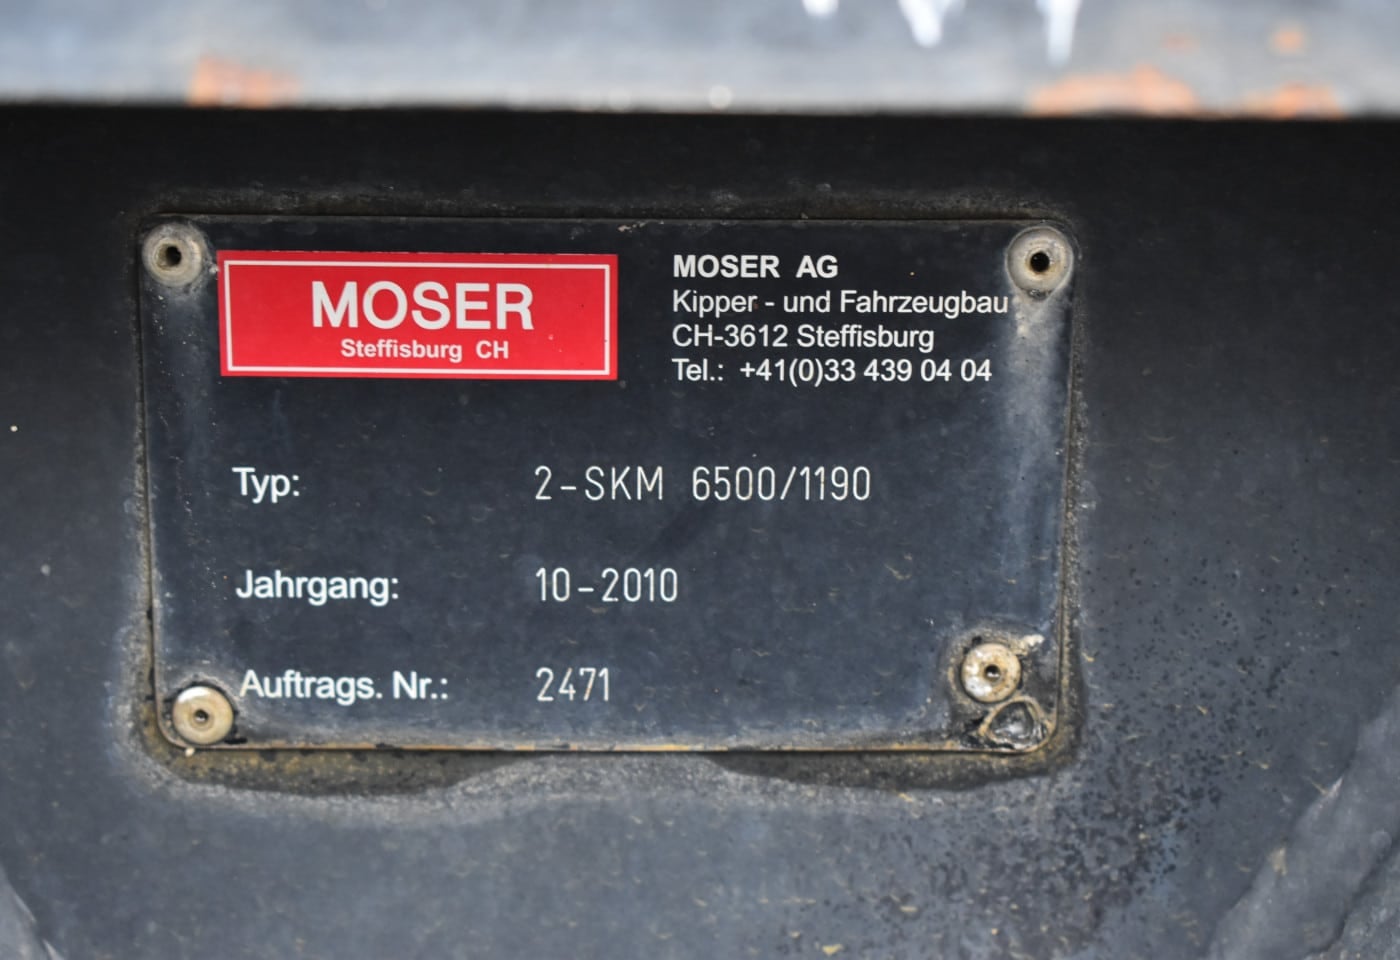 MOSER
Steffisburg CH
MOSER AG
Kipper - und Fahrzeugbau
CH-3612 Steffisburg
Tel.: +41(0)33 439 04 04
Typ: 2-SKM 6500/1190
Jahrgang: 10-2010
Auftrags. Nr.: 2471